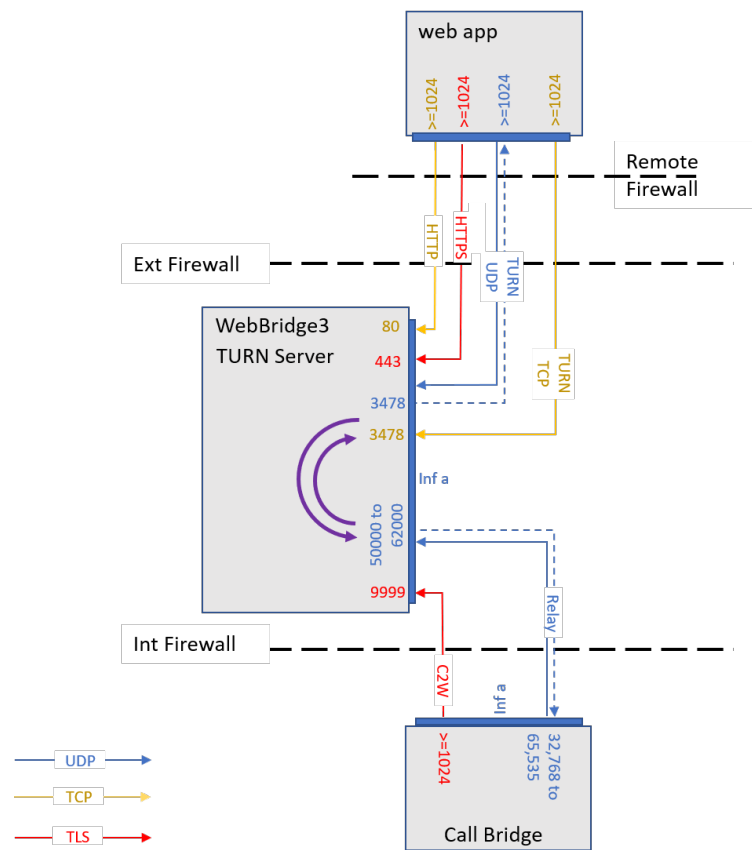 web app
>=1024
>=1024
>=1024
>=1024
Remote
Firewall
HTTP
HTTPS
TURN
UDP
Ext Firewall
WebBridge3
TURN Server
80
443
3478
3478
TURN
TCP
Inf a
50000 to
62000
9999
Relay
Int Firewall
C2W
Inf a
>=1024
32,768 to
65,535
Call Bridge
UDP
TCP
TLS